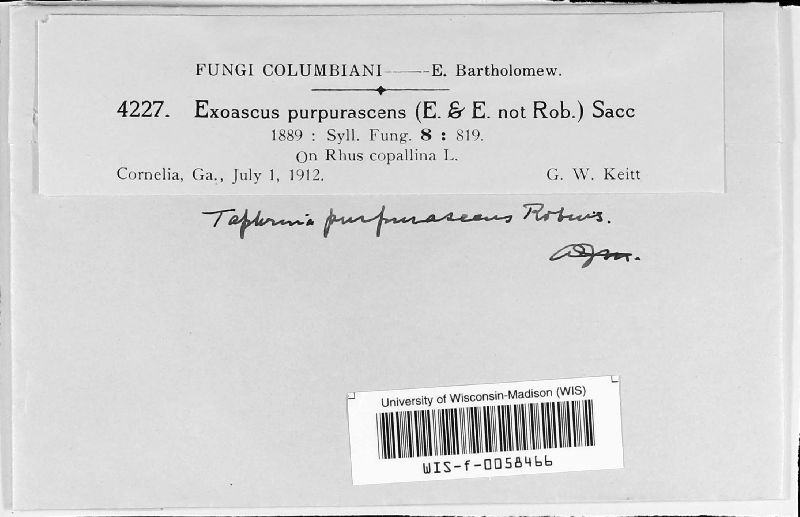 FUNGI COLUMBIANI——E. Bartholomew.
4227. Exoascus purpurascens (E. & E. not Rob.) Sacc
1889 : Syll. Fung. 8 : 819.
On Rhus copallina L.
Cornelia, Ga., July 1, 1912. G. W. Keitt
Taphrina purpurascens Robins.
University of Wisconsin-Madison (WIS)
WIS-f-0058466